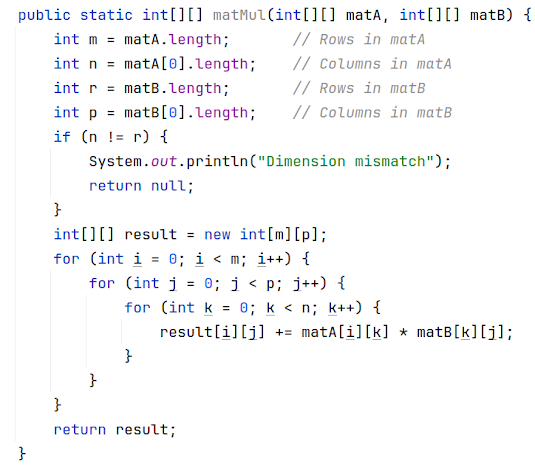 public static int[][] matMul(int[][] matA, int[][] matB) {
    int m = matA.length;       // Rows in matA
    int n = matA[0].length;    // Columns in matA
    int r = matB.length;       // Rows in matB
    int p = matB[0].length;    // Columns in matB
    if (n != r) {
        System.out.println("Dimension mismatch");
        return null;
    }
    int[][] result = new int[m][p];
    for (int i = 0; i < m; i++) {
        for (int j = 0; j < p; j++) {
            for (int k = 0; k < n; k++) {
                result[i][j] += matA[i][k] * matB[k][j];
            }
        }
    }
    return result;
}